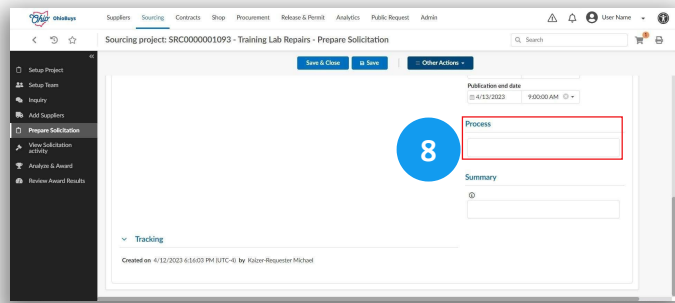 Ohio OhioBuys Suppliers Sourcing Contracts Shop Procurement Release & Permit Analytics Public Request Admin User Name
Sourcing project: SRC0000001093 - Training Lab Repairs - Prepare Solicitation Search
Save & Close Save Other Actions
Setup Project
Setup Team
Inquiry
Add Suppliers
Prepare Solicitation
View Solicitation
activity
Analyze & Award
Review Award Results
Publication end date
4/13/2023 9:00:00 AM
Process
8
Summary
Tracking
Created on 4/12/2023 6:16:03 PM (UTC-4) by Kaizer-Requester Michael